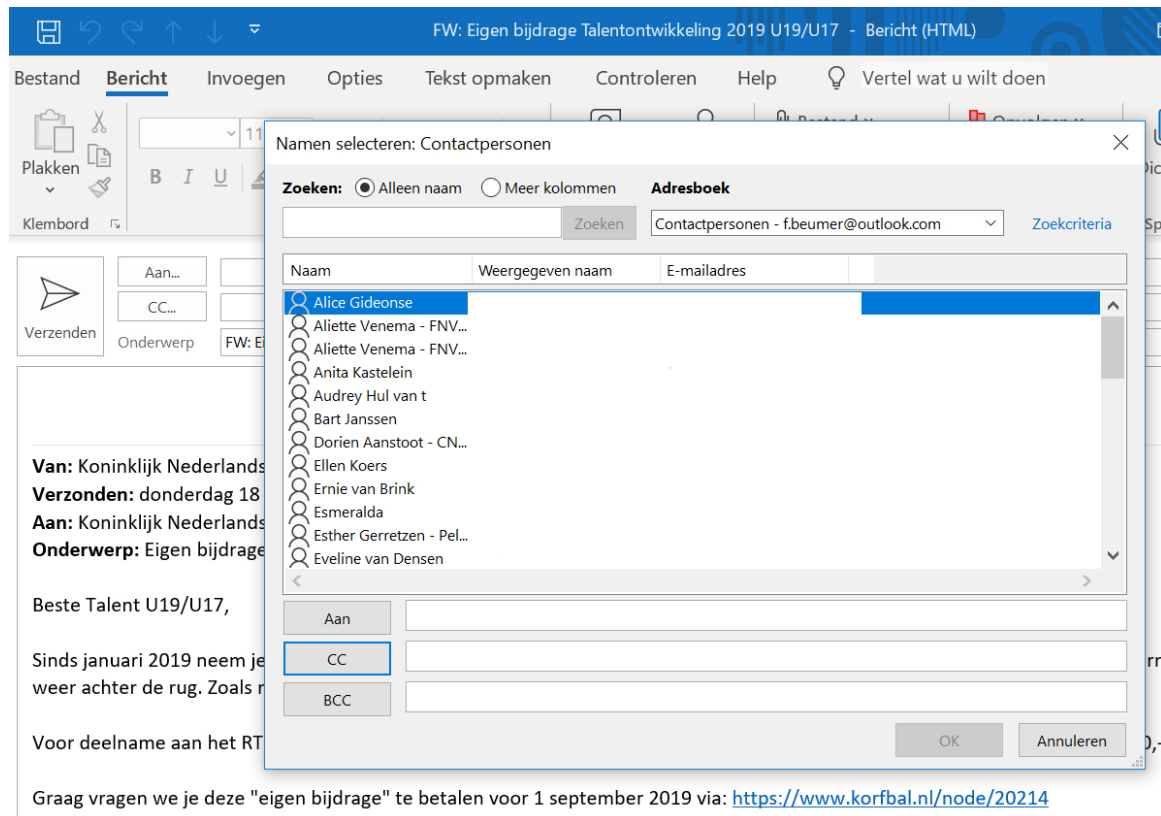 FW: Eigen bijdrage Talentontwikkeling 2019 U19/U17 - Bericht (HTML)
Bestand Bericht Invoegen Opties Tekst opmaken Controleren Help Vertel wat u wilt doen
Plakken
11
B I U
Klembord
Namen selecteren: Contactpersonen
Zoeken: Alleen naam Meer kolommen Adresboek
Zoeken Contactpersonen - f.beumer@outlook.com Zoekcriteria
Naam Weergegeven naam E-mailadres
Alice Gideonse
Aliette Venema - FNV...
Aliette Venema - FNV...
Anita Kastelein
Audrey Hul van t
Bart Janssen
Dorien Aanstoot - CN...
Ellen Koers
Ernie van Brink
Esmeralda
Esther Gerretzen - Pel...
Eveline van Densen
Aan
CC
BCC
OK Annuleren
Aan...
CC...
Verzenden
Onderwerp FW: Ei
Van: Koninklijk Nederlands
Verzonden: donderdag 18
Aan: Koninklijk Nederlands
Onderwerp: Eigen bijdrage
Beste Talent U19/U17,
Sinds januari 2019 neem je
weer achter de rug. Zoals
Voor deelname aan het RT
Graag vragen we je deze "eigen bijdrage" te betalen voor 1 september 2019 via: https://www.korfbal.nl/node/20214